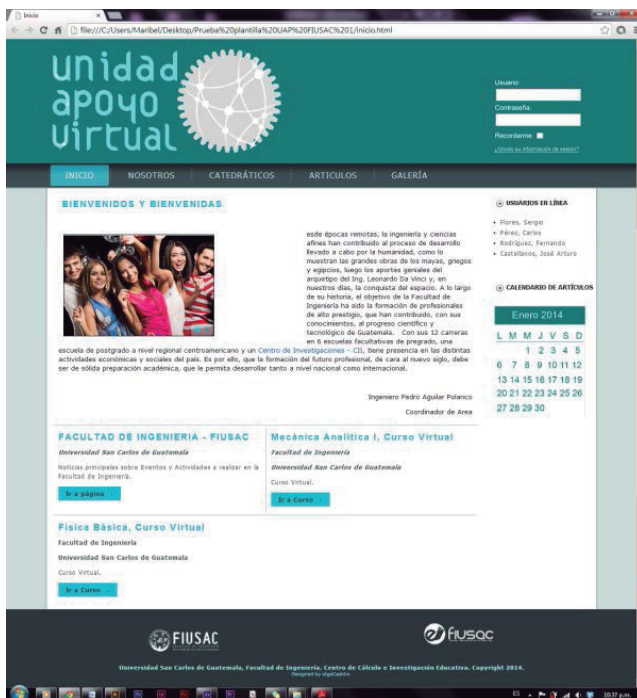 Inicio
file:///C:/Users/Maribel/Desktop/Prueba%20plantilla%20UAP%20FIUSAC%201/Inicio.html
unidad
apoyo
virtual
Usuario:
Contraseña:
Recordarme
¿Olvidó su información de sesión?
INICIO
NOSOTROS
CATEDRÁTICOS
ARTICULOS
GALERÍA
BIENVENIDOS Y BIENVENIDAS
esde épocas remotas, la ingeniería y ciencias
afines han contribuido al proceso de desarrollo
llevado a cabo por la humanidad, como lo
muestran las grandes obras de los mayas, griegos
y egipcios, luego los aportes geniales del
arquetipo del Ing. Leonardo Da Vinci y, en
nuestros días, la conquista del espacio. A lo largo
de su historia, el objetivo de la Facultad de
Ingeniería ha sido la formación de profesionales
de alto prestigio, que han contribuido, con sus
conocimientos, al progreso científico y
tecnológico de Guatemala. Con sus 12 carreras
en 6 escuelas facultativas de pregrado, una
escuela de postgrado a nivel regional centroamericano y un Centro de Investigaciones - CII, tiene presencia en las distintas
actividades económicas y sociales del país. Es por ello, que la formación del futuro profesional, de cara al nuevo siglo, debe
ser de sólida preparación académica, que le permita desarrollar tanto a nivel nacional como internacional.
Ingeniero Pedro Aguilar Polanco
Coordinador de Area
USUARIOS EN LÍNEA
Flores, Sergio
Pérez, Carlos
Rodríguez, Fernando
Castellanos, José Arturo
CALENDARIO DE ARTÍCULOS
Enero 2014
L M M J V S D
1 2 3 4 5
6 7 8 9 10 11 12
13 14 15 16 17 18 19
20 21 22 23 24 25 26
27 28 29 30
FACULTAD DE INGENIERIA - FIUSAC
Universidad San Carlos de Guatemala
Noticias principales sobre Eventos y Actividades a realizar en la
Facultad de Ingeniería.
Ir a página
Mecánica Analítica I, Curso Virtual
Facultad de Ingeniería
Universidad San Carlos de Guatemala
Curso Virtual.
Ir a Curso
Física Básica, Curso Virtual
Facultad de Ingeniería
Universidad San Carlos de Guatemala
Curso Virtual.
Ir a Curso
FIUSAC
fiusac
Universidad San Carlos de Guatemala, Facultad de Ingeniería. Centro de Cálculo e Investigación Educativa. Copyright 2014.
ES
10:37 p.m.